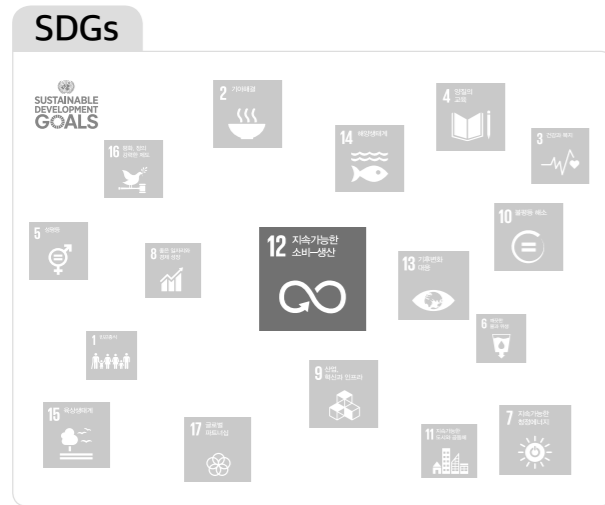 SDGs
SUSTAINABLE
DEVELOPMENT
GOALS
2 기아해결
4 양질의
교육
14 해양생태계
3 건강과 복지
16 평화, 정의
강력한 제도
10 불평등 해소
5 성평등
8 좋은 일자리와
경제 성장
12 지속가능한
소비–생산
13 기후변화
대응
6 깨끗한
물과 위생
1 빈곤종식
9 산업,
혁신과 인프라
15 육상생태계
17 글로벌
파트너십
11 지속가능한
도시와 공동체
7 지속가능한
청정에너지